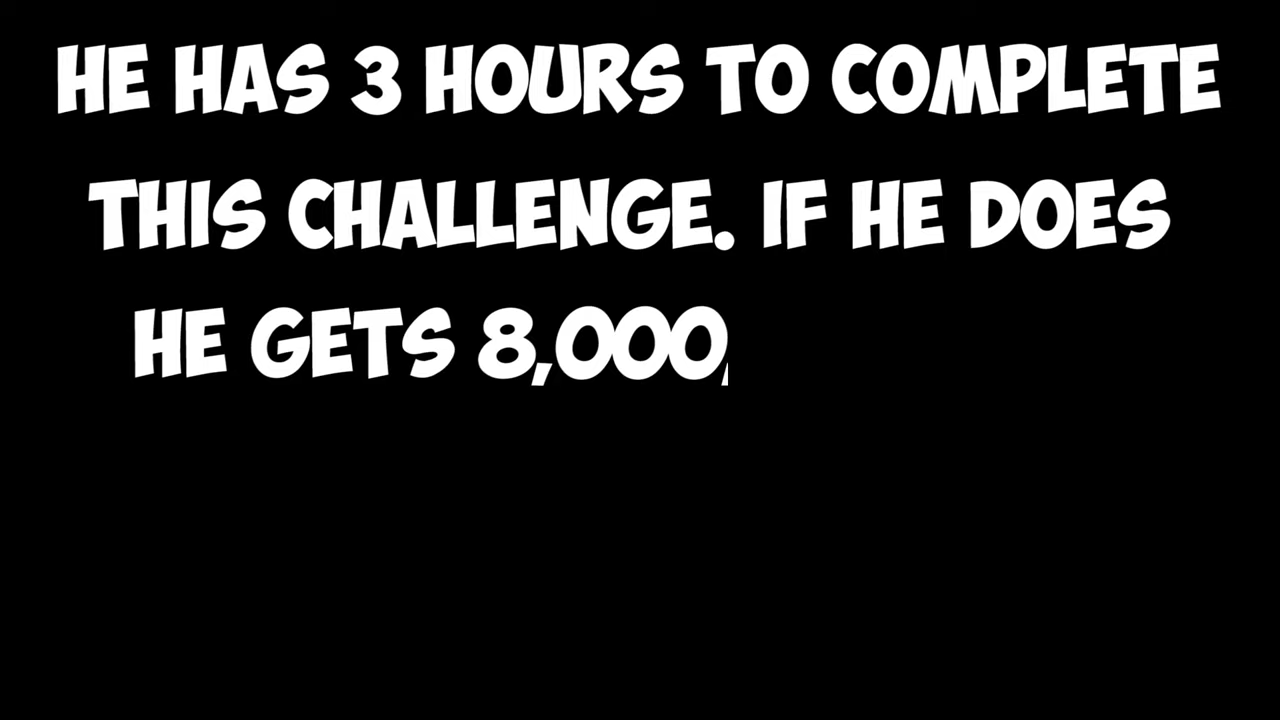 HE HAS 3 HOURS TO COMPLETE
THIS CHALLENGE. IF HE DOES
HE GETS 8,000,